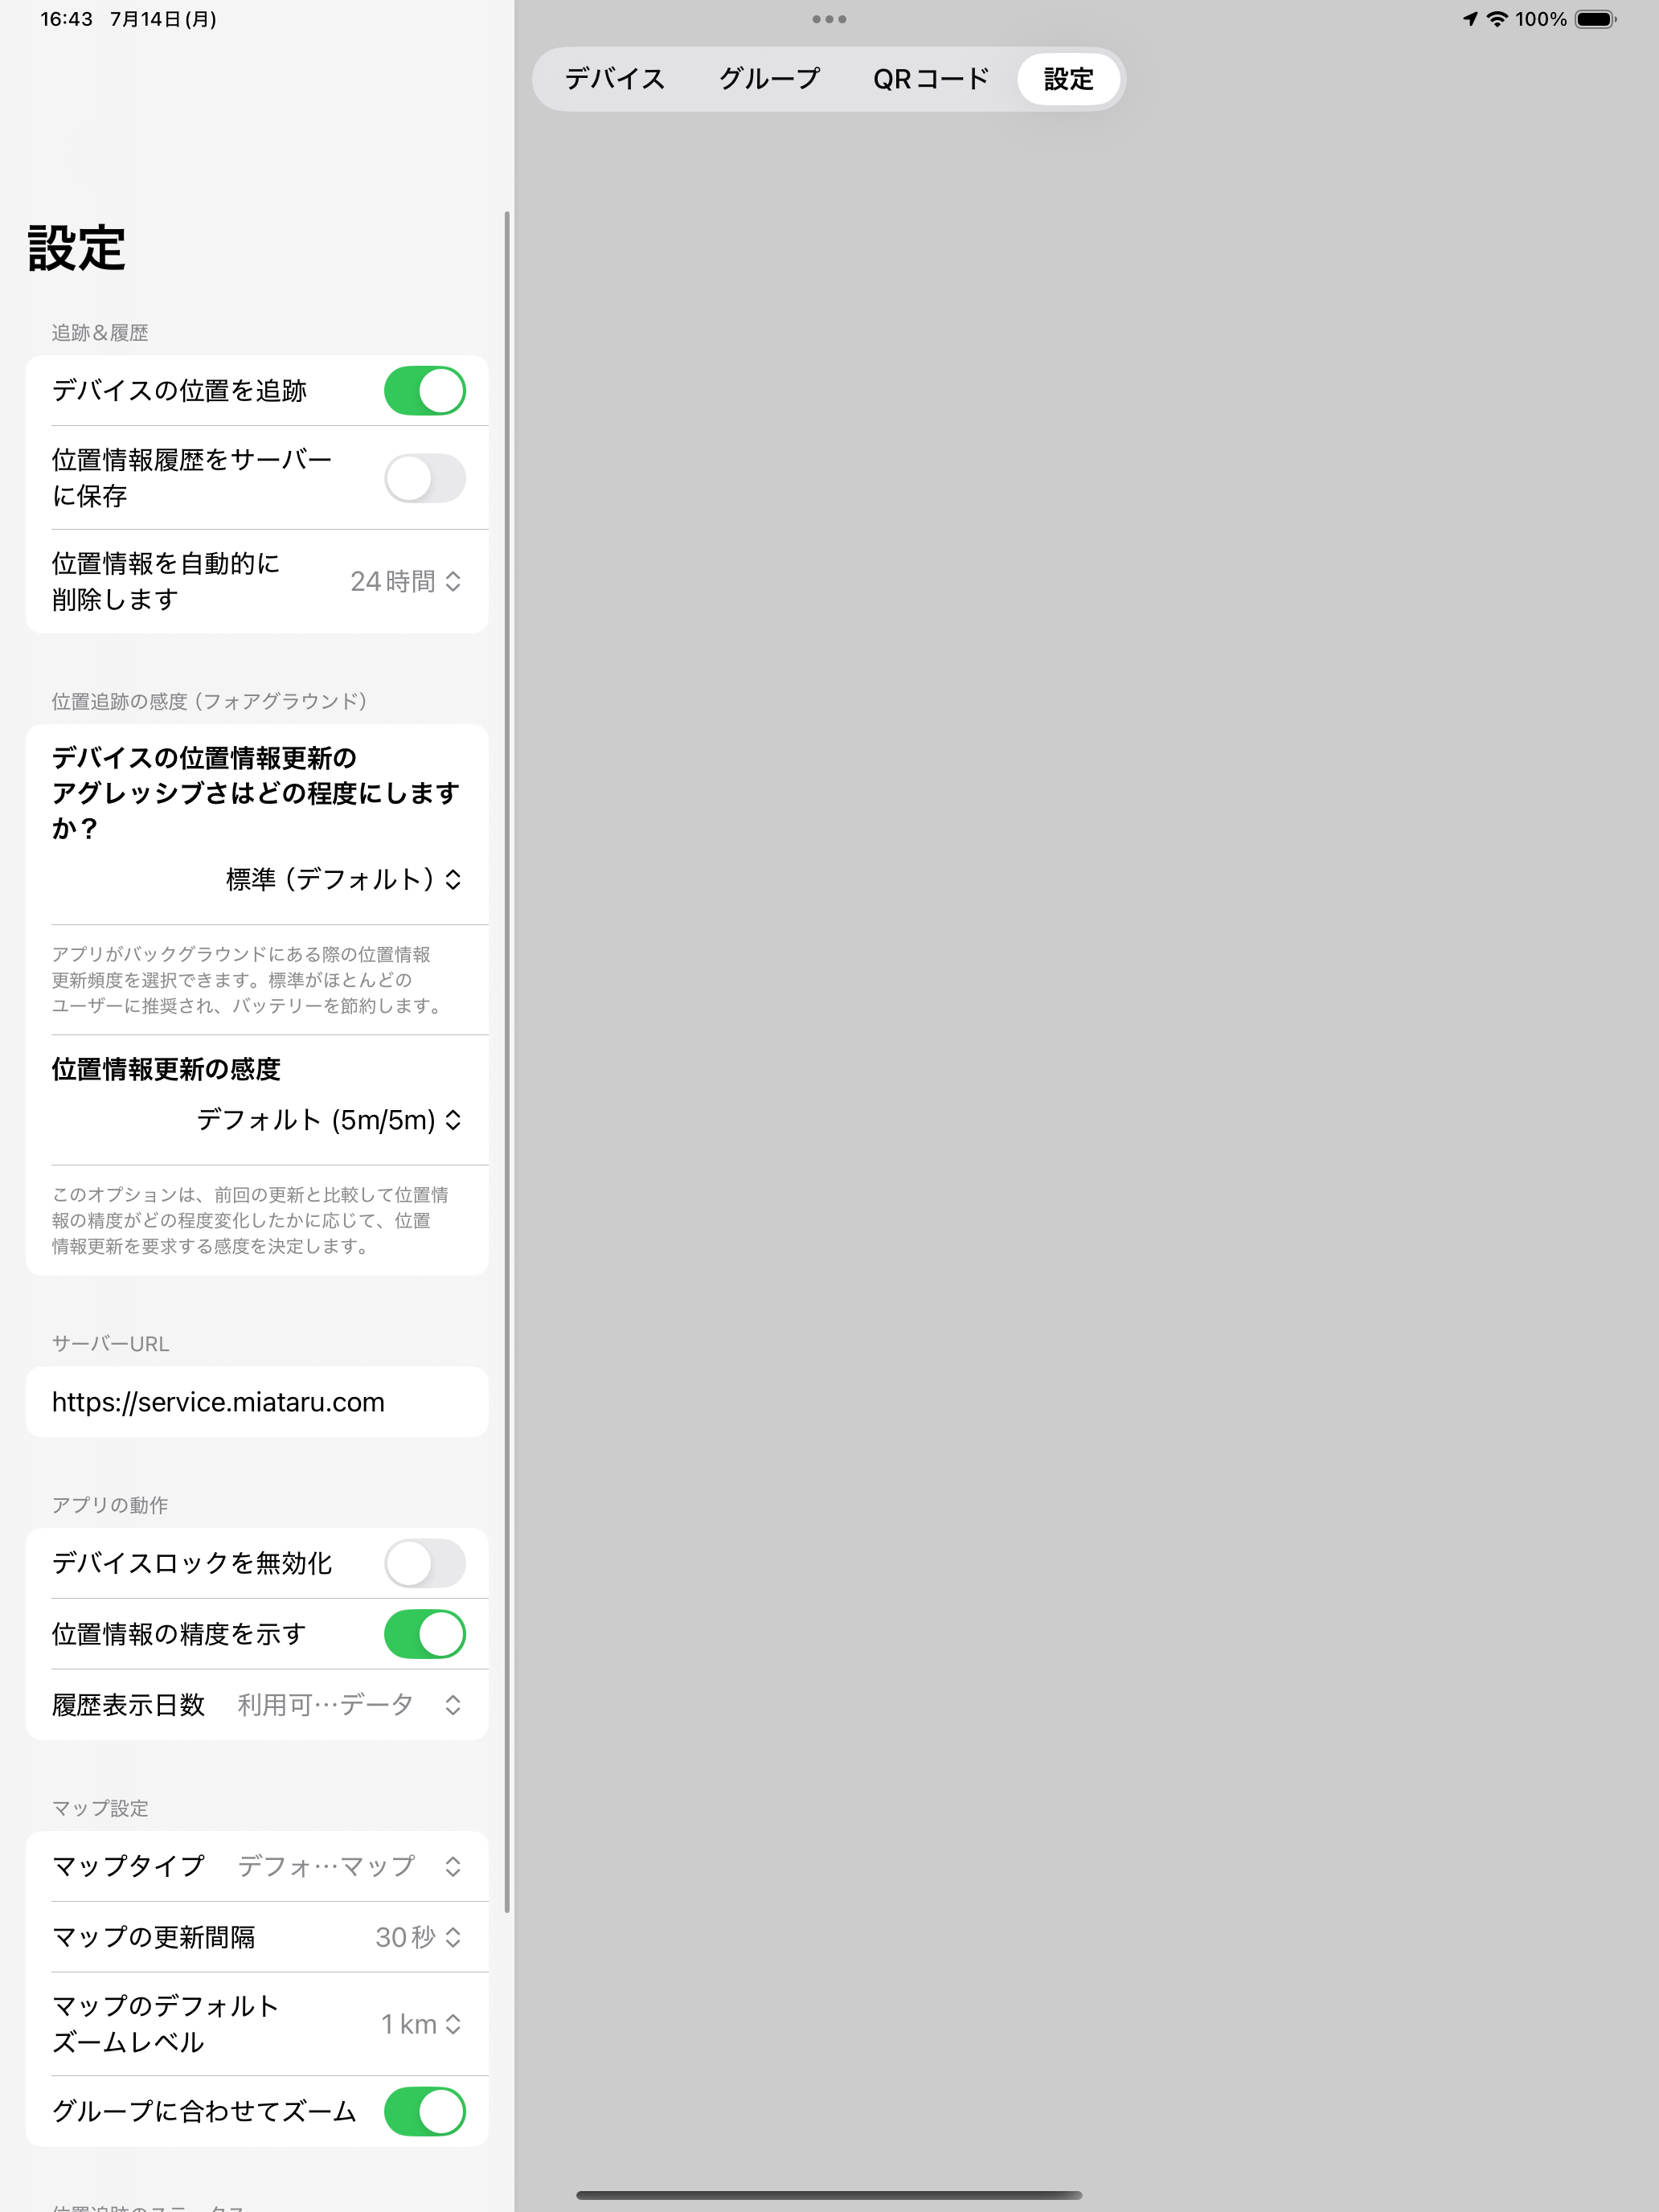 16:43 7月14日(月)
100%
デバイス グループ QRコード 設定
設定
追跡＆履歴
デバイスの位置を追跡
位置情報履歴をサーバー
に保存
位置情報を自動的に
削除します
24時間
位置追跡の感度（フォアグラウンド）
デバイスの位置情報更新の
アグレッシブさはどの程度にします
か？
標準（デフォルト）
アプリがバックグラウンドにある際の位置情報
更新頻度を選択できます。標準がほとんどの
ユーザーに推奨され、バッテリーを節約します。
位置情報更新の感度
デフォルト (5m/5m)
このオプションは、前回の更新と比較して位置情
報の精度がどの程度変化したかに応じて、位置
情報更新を要求する感度を決定します。
サーバーURL
https://service.miataru.com
アプリの動作
デバイスロックを無効化
位置情報の精度を示す
履歴表示日数 利用可…データ
マップ設定
マップタイプ デフォ…マップ
マップの更新間隔 30秒
マップのデフォルト
ズームレベル
1 km
グループに合わせてズーム
位置追跡のステータス